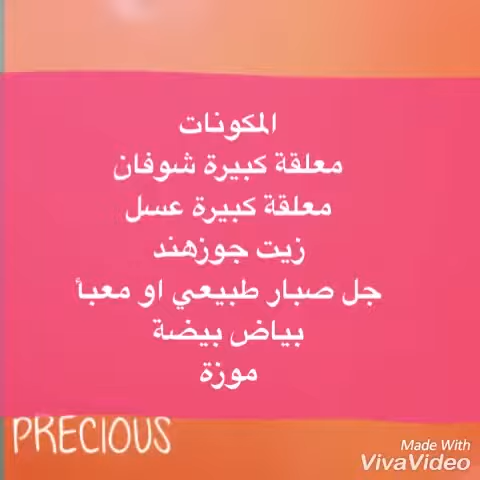 المكونات
معلقة كبيرة شوفان
معلقة كبيرة عسل
زيت جوزهند
جل صبار طبيعي او معبأ
بياض بيضة
موزة
PRECIOUS
Made With
VivaVideo